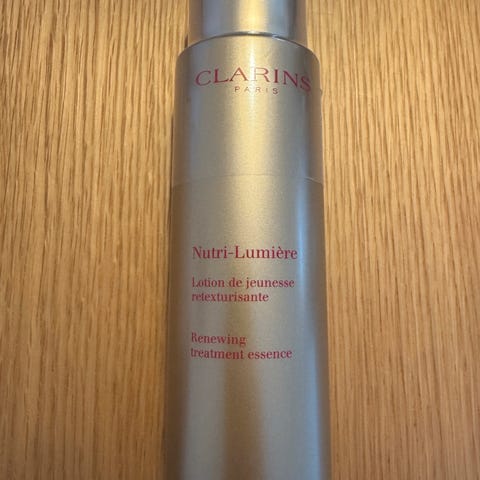 CLARINS
PARIS
Nutri-Lumière
Lotion de jeunesse
retexturisante
Renewing
treatment essence